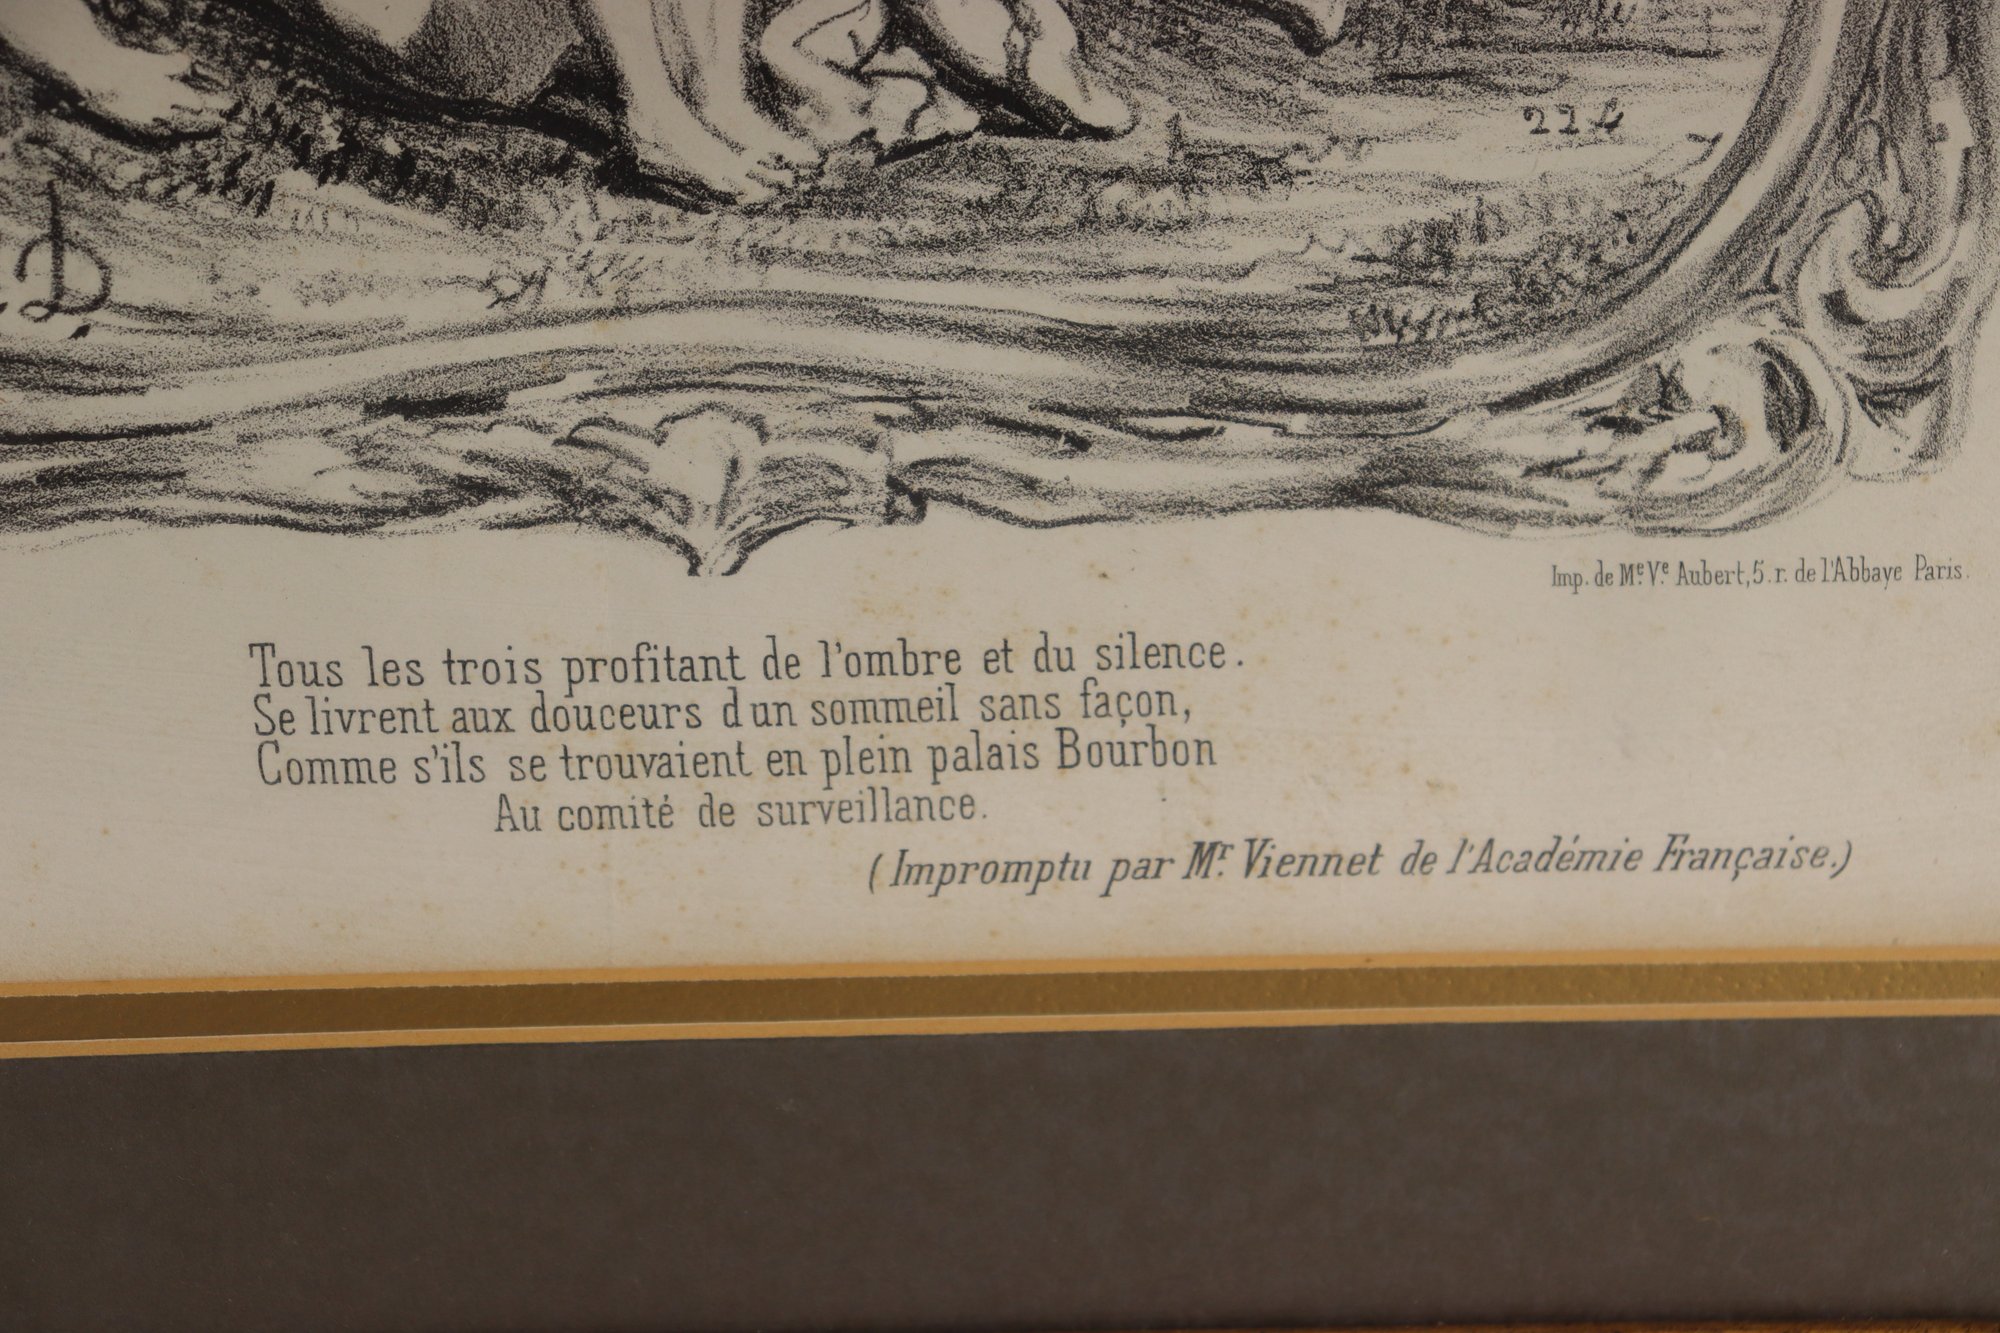 224
.D.
Imp. de Me. Ve. Aubert, 5. r. de l'Abbaye Paris.
Tous les trois profitant de l'ombre et du silence.
Se livrent aux douceurs d un sommeil sans façon,
Comme s'ils se trouvaient en plein palais Bourbon
Au comité de surveillance.
(Impromptu par Mr. Viennet de l'Académie Française.)